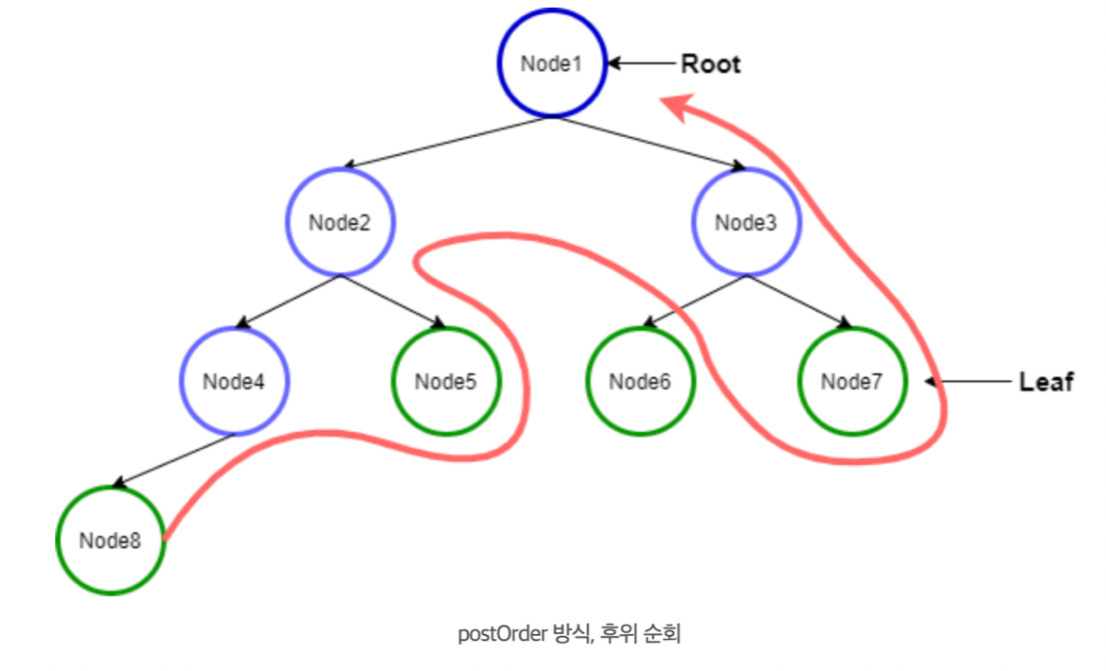 Node1
Root
Node2
Node3
Node4
Node5
Node6
Node7
Leaf
Node8
postOrder 방식, 후위 순회